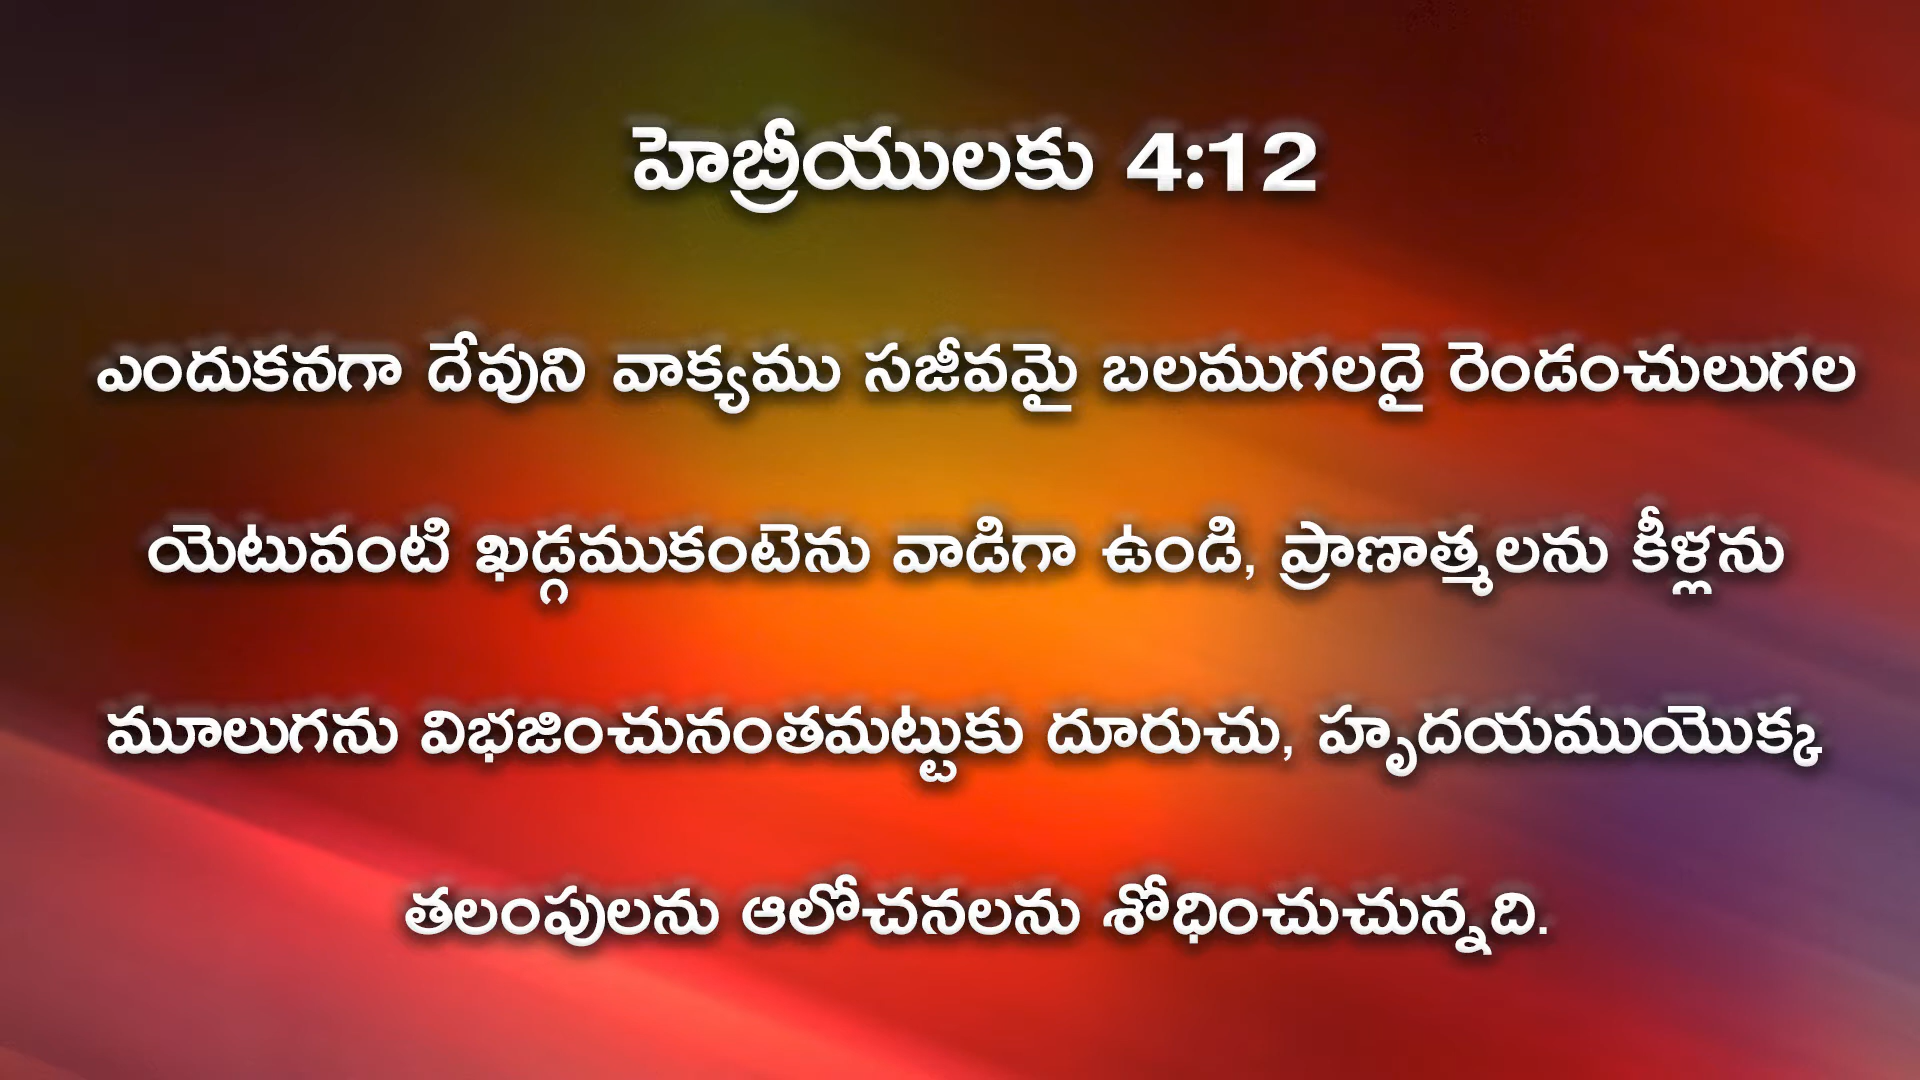 హెబ్రీయులకు 4:12
ఎందుకనగా దేవుని వాక్యము సజీవమై బలముగలదై రెండంచులుగల
యెటువంటి ఖడ్గముకంటెను వాడిగా ఉండి, ప్రాణాత్మలను కీళ్లను
మూలుగను విభజించునంతమట్టుకు దూరుచు, హృదయముయొక్క
తలంపులను ఆలోచనలను శోధించుచున్నది.